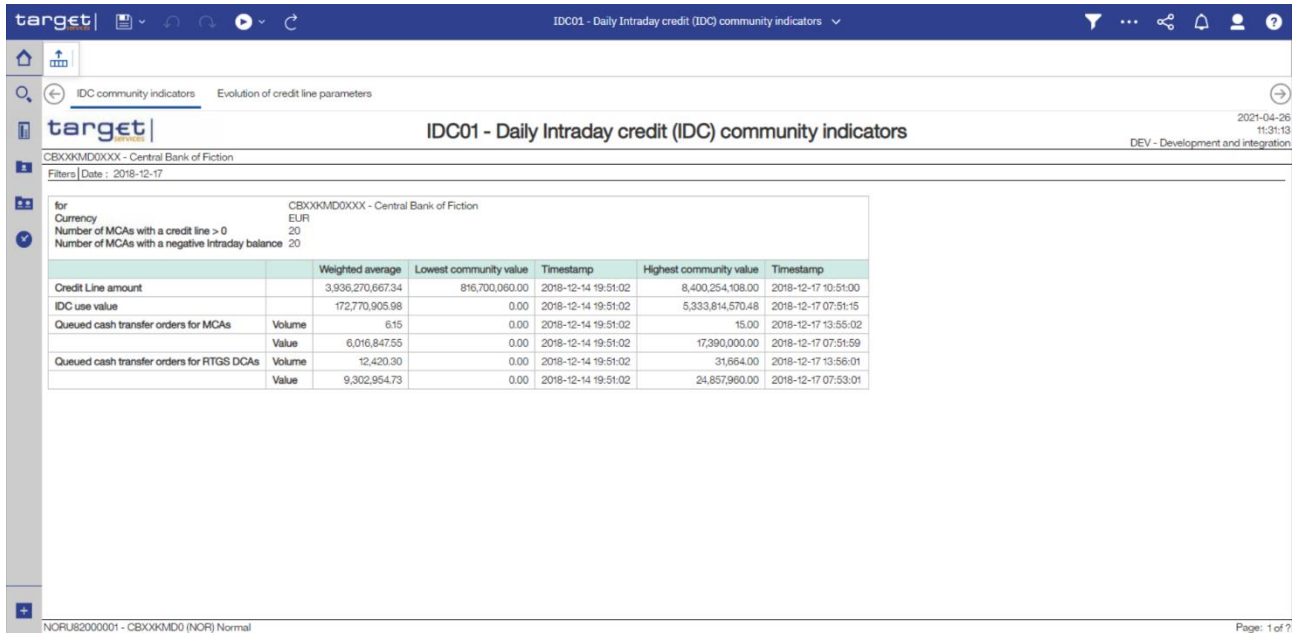 target| services IDC01 - Daily Intraday credit (IDC) community indicators
IDC community indicators Evolution of credit line parameters
target| services IDC01 - Daily Intraday credit (IDC) community indicators 2021-04-26
11:31:13
DEV - Development and integration
CBXXKMD0XXX - Central Bank of Fiction
Filters | Date : 2018-12-17
for CBXXKMD0XXX - Central Bank of Fiction
Currency EUR
Number of MCAs with a credit line > 0 20
Number of MCAs with a negative Intraday balance 20
Weighted average Lowest community value Timestamp Highest community value Timestamp
Credit Line amount 3,936,270,667.34 816,700,060.00 2018-12-14 19:51:02 8,400,254,108.00 2018-12-17 10:51:00
IDC use value 172,770,905.98 0.00 2018-12-14 19:51:02 5,333,814,570.48 2018-12-17 07:51:15
Queued cash transfer orders for MCAs Volume 6.15 0.00 2018-12-14 19:51:02 15.00 2018-12-17 13:55:02
Value 6,016,847.55 0.00 2018-12-14 19:51:02 17,390,000.00 2018-12-17 07:51:59
Queued cash transfer orders for RTGS DCAs Volume 12,420.30 0.00 2018-12-14 19:51:02 31,664.00 2018-12-17 13:56:01
Value 9,302,954.73 0.00 2018-12-14 19:51:02 24,857,960.00 2018-12-17 07:53:01
NORU82000001 - CBXXKMD0 (NOR) Normal Page: 1 of ?